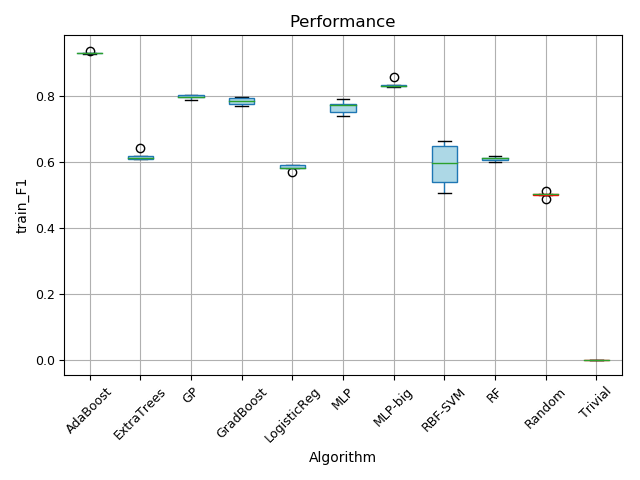 Performance
train_F1
0.8
0.6
0.4
0.2
0.0
AdaBoost
ExtraTrees
GP
GradBoost
LogisticReg
MLP
MLP-big
RBF-SVM
RF
Random
Trivial
Algorithm